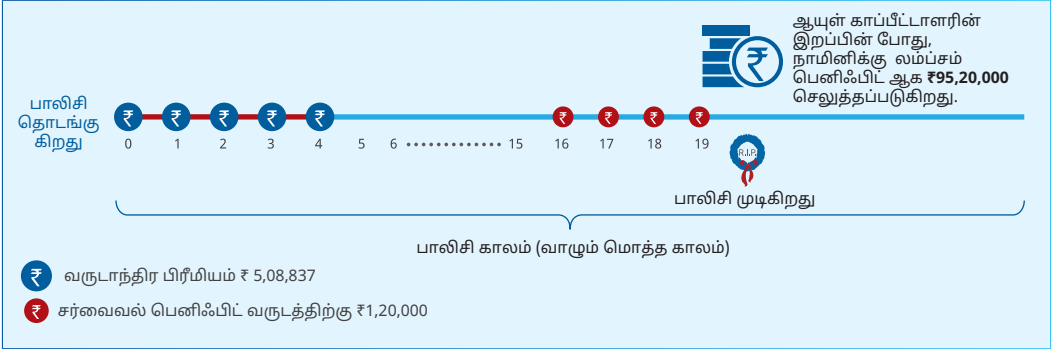 ஆயுள் காப்பீட்டாளரின்
இறப்பின் போது,
நாமினிக்கு லம்ப்சம்
பெனிஃபிட் ஆக ₹95,20,000
செலுத்தப்படுகிறது.
பாலிசி
தொடங்கு
கிறது
₹ ₹ ₹ ₹ ₹ ₹ ₹ ₹ ₹
0 1 2 3 4 5 6 ............. 15 16 17 18 19
R.I.P.
பாலிசி முடிகிறது
பாலிசி காலம் (வாழும் மொத்த காலம்)
₹ வருடாந்திர பிரீமியம் ₹ 5,08,837
₹ சர்வைவல் பெனிஃபிட் வருடத்திற்கு ₹1,20,000